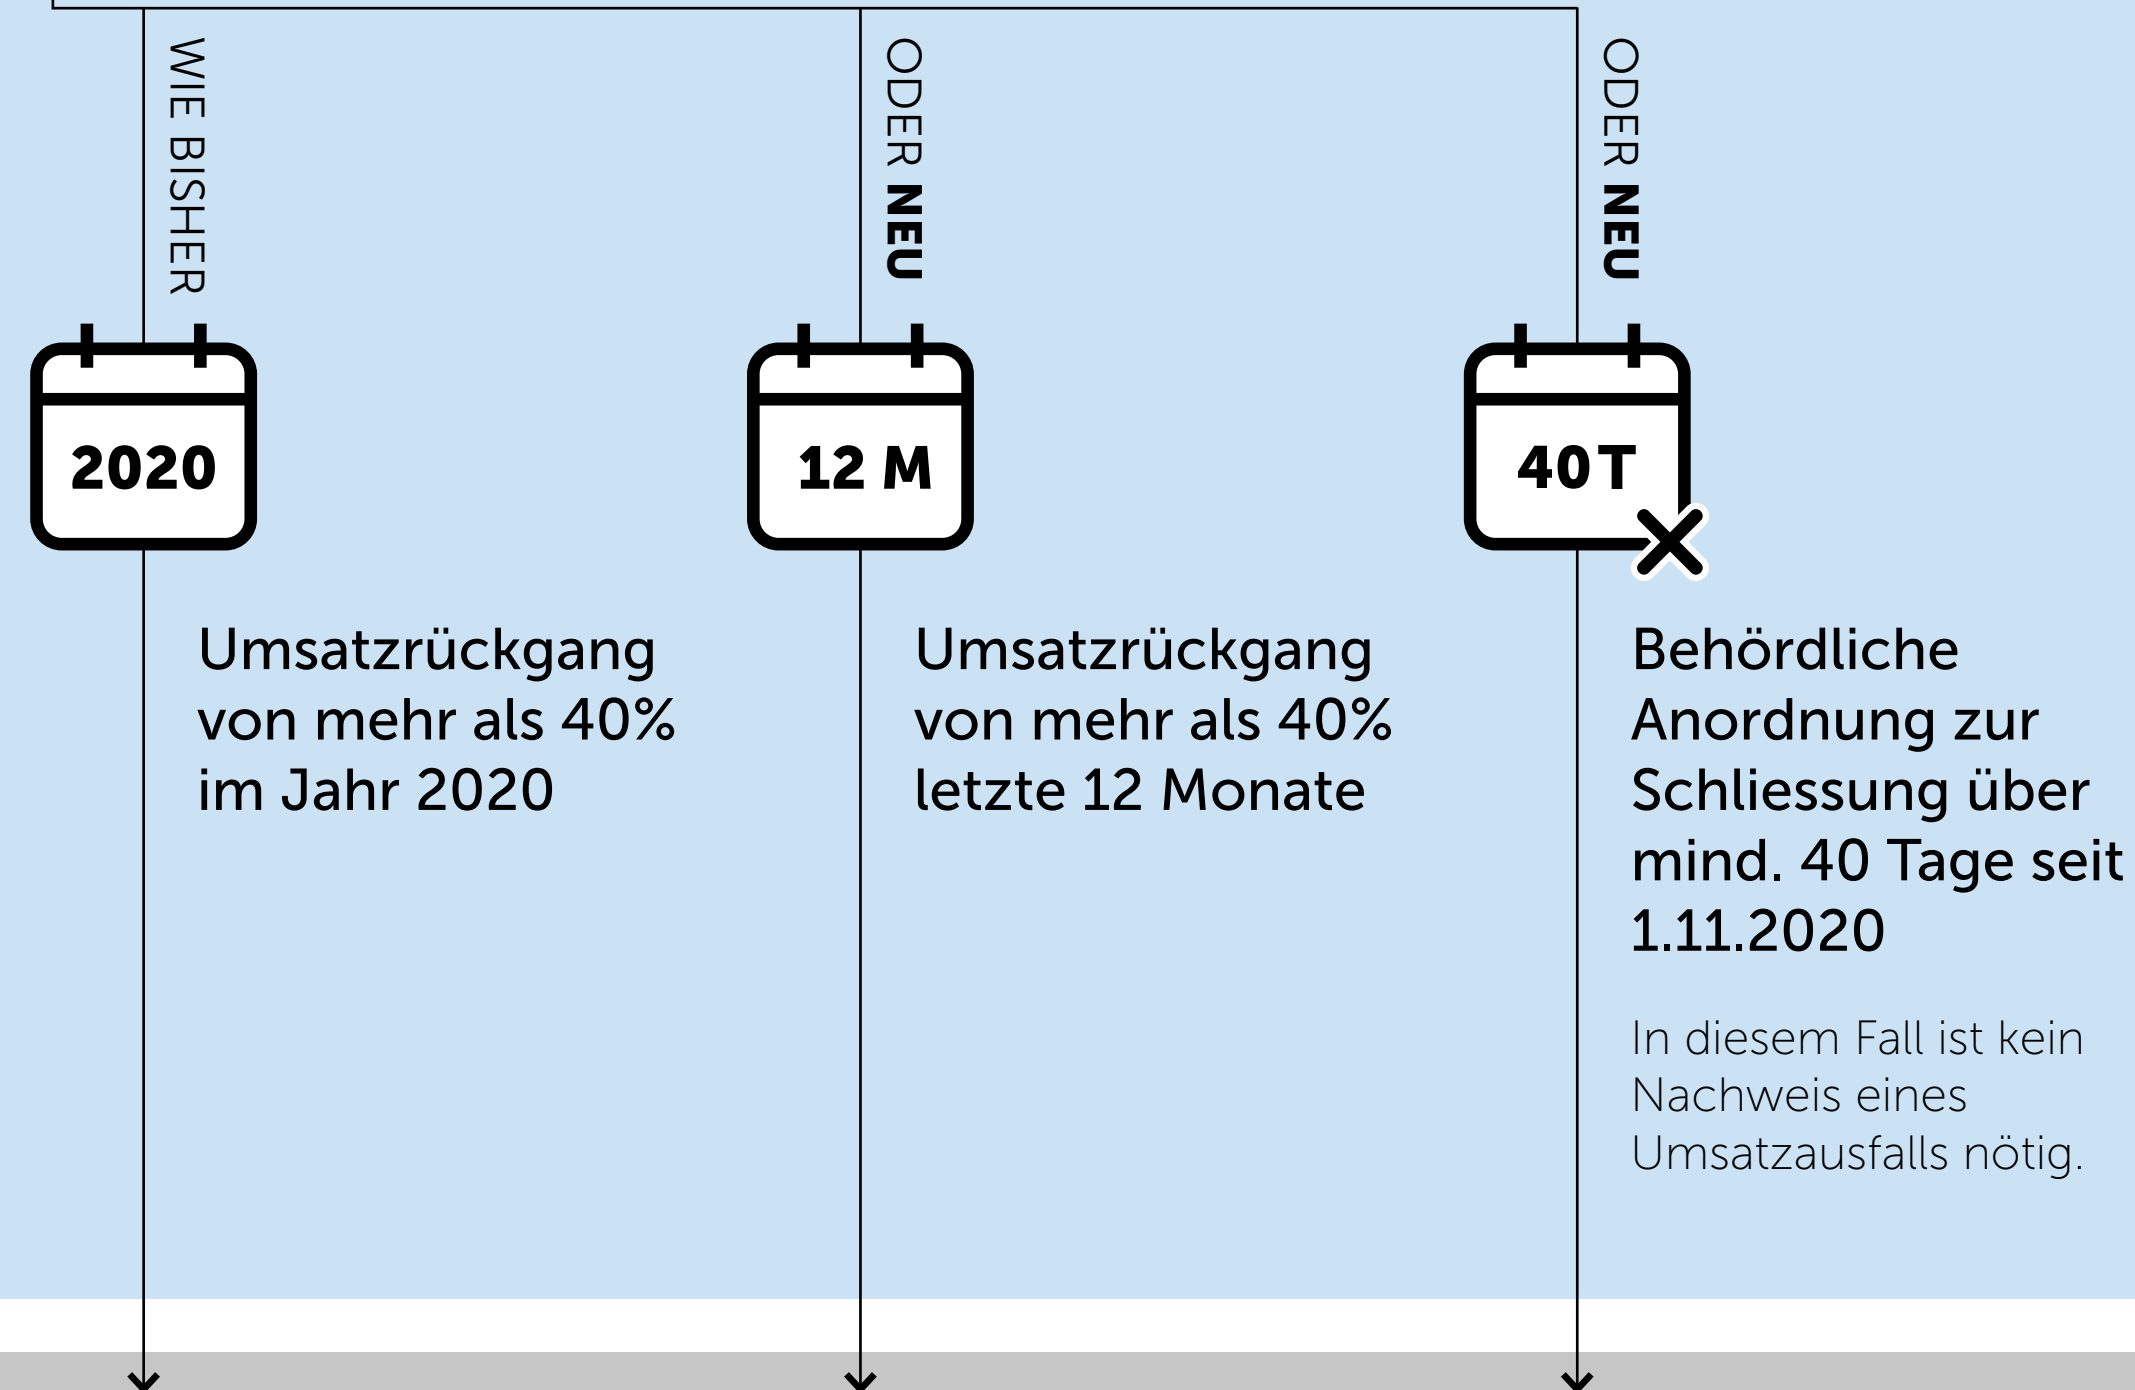 WIE BISHER
2020
Umsatzrückgang
von mehr als 40%
im Jahr 2020
ODER NEU
12 M
Umsatzrückgang
von mehr als 40%
letzte 12 Monate
ODER NEU
40 T
Behördliche
Anordnung zur
Schliessung über
mind. 40 Tage seit
1.11.2020
In diesem Fall ist kein
Nachweis eines
Umsatzausfalls nötig.